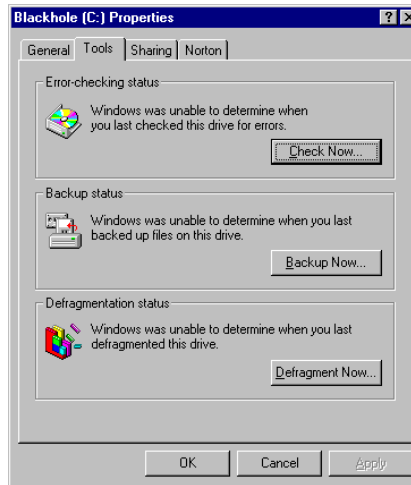 Blackhole (C:) Properties
General Tools Sharing Norton
Error-checking status
Windows was unable to determine when
you last checked this drive for errors.
Check Now...
Backup status
Windows was unable to determine when you last
backed up files on this drive.
Backup Now...
Defragmentation status
Windows was unable to determine when you last
defragmented this drive.
Defragment Now...
OK Cancel Apply